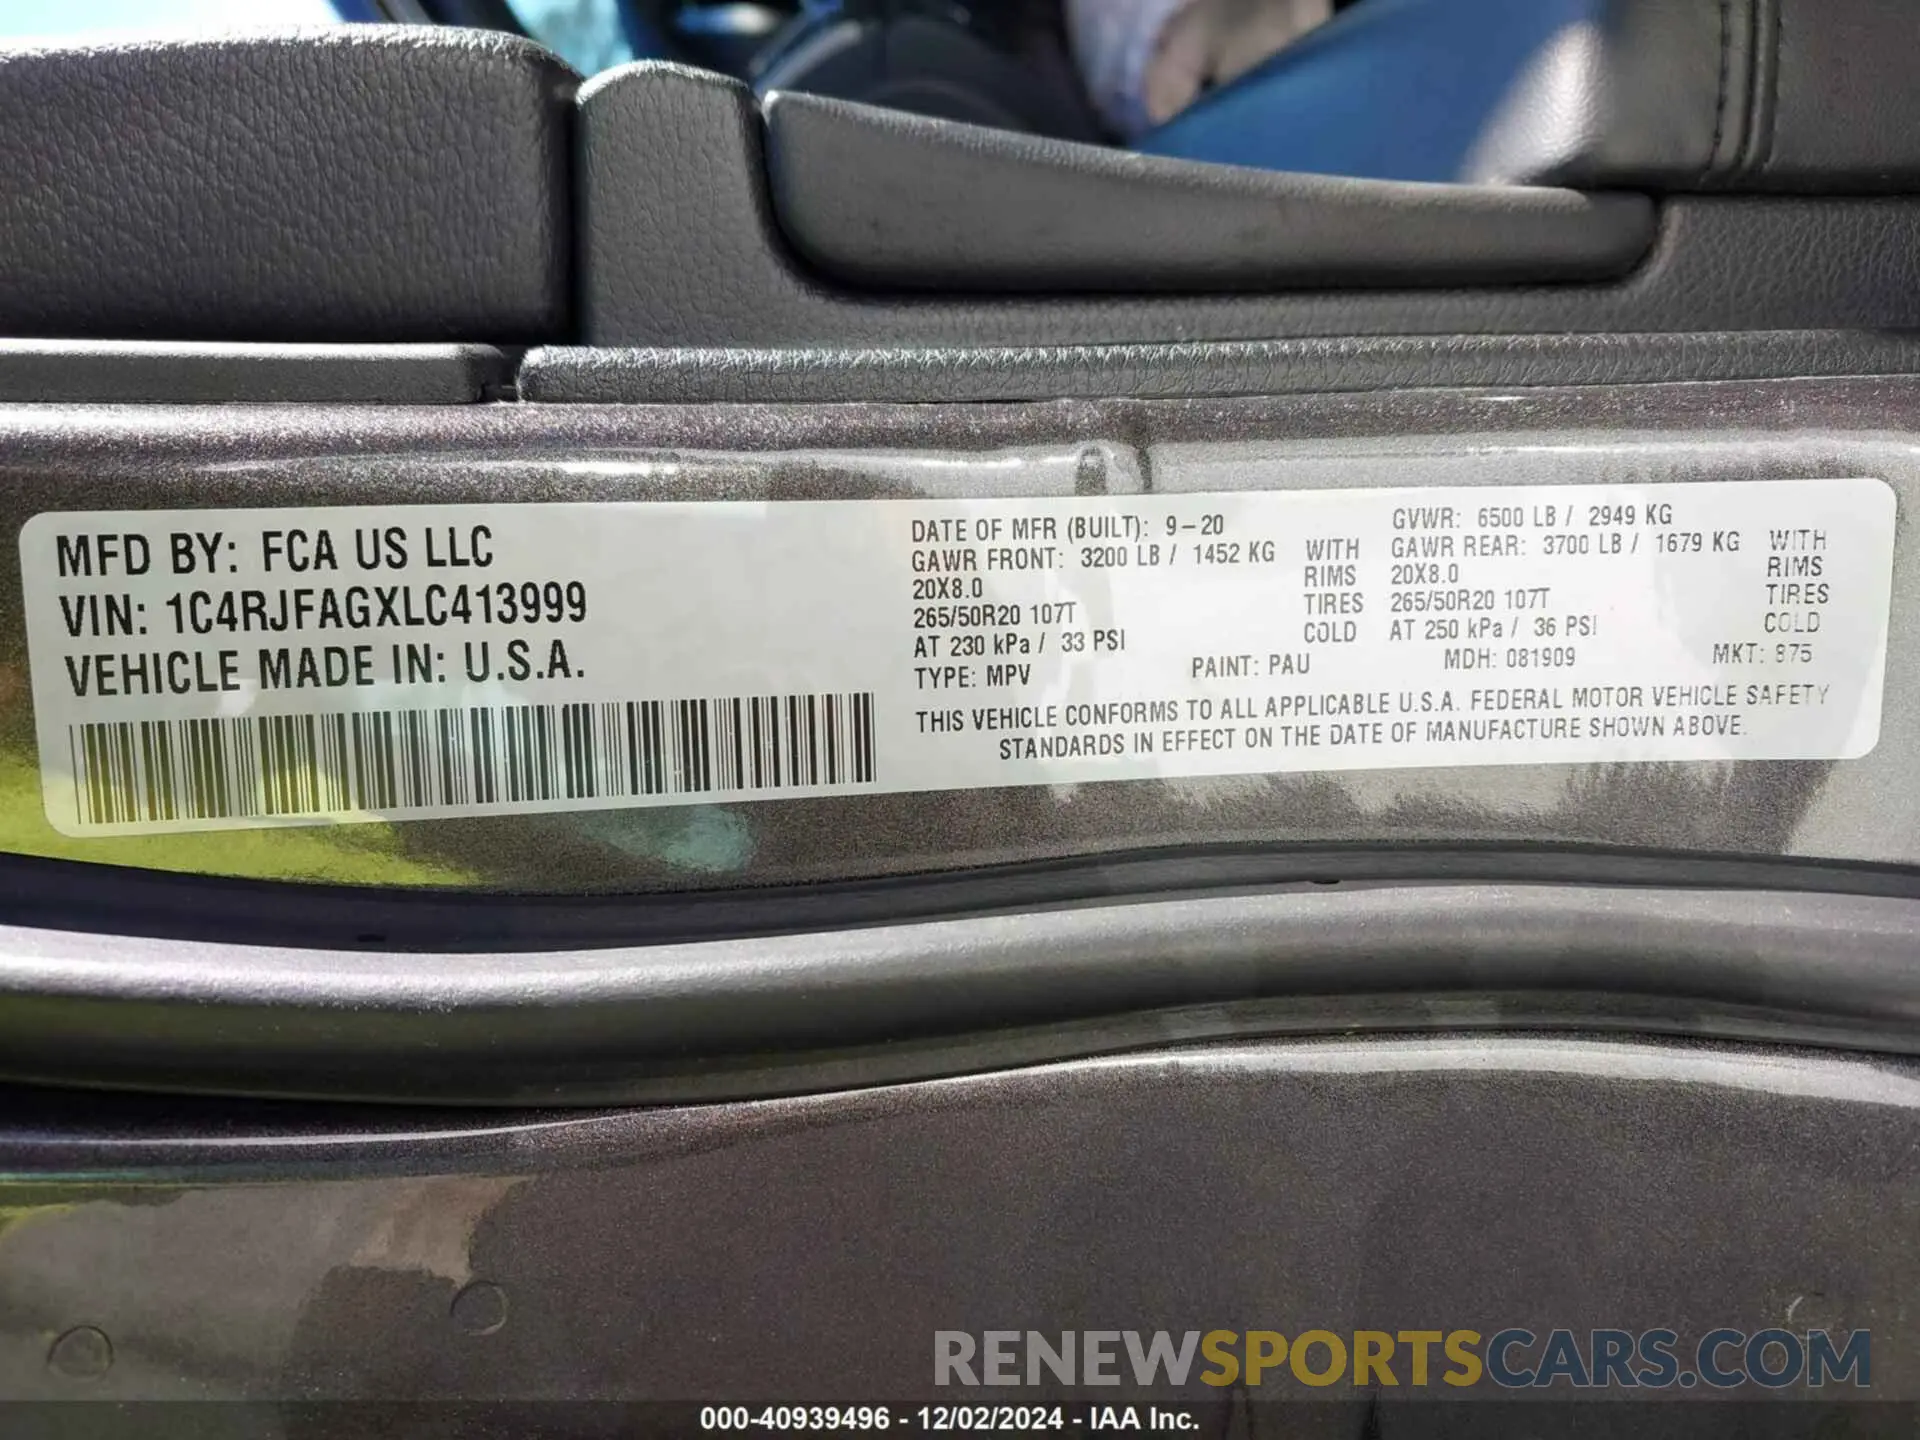 MFD BY: FCA US LLC
VIN: 1C4RJFAGXLC413999
VEHICLE MADE IN: U.S.A.
DATE OF MFR (BUILT): 9-20
GVWR: 6500 LB / 2949 KG
GAWR FRONT: 3200 LB / 1452 KG WITH GAWR REAR: 3700 LB / 1679 KG WITH
20X8.0 RIMS 20X8.0 RIMS
265/50R20 107T TIRES 265/50R20 107T TIRES
AT 230 kPa / 33 PSI COLD AT 250 kPa / 36 PSI COLD
TYPE: MPV PAINT: PAU MDH: 081909 MKT: 875
THIS VEHICLE CONFORMS TO ALL APPLICABLE U.S.A. FEDERAL MOTOR VEHICLE SAFETY
STANDARDS IN EFFECT ON THE DATE OF MANUFACTURE SHOWN ABOVE.
RENEWSPORTSCARS.COM
000-40939496 - 12/02/2024 - IAA Inc.